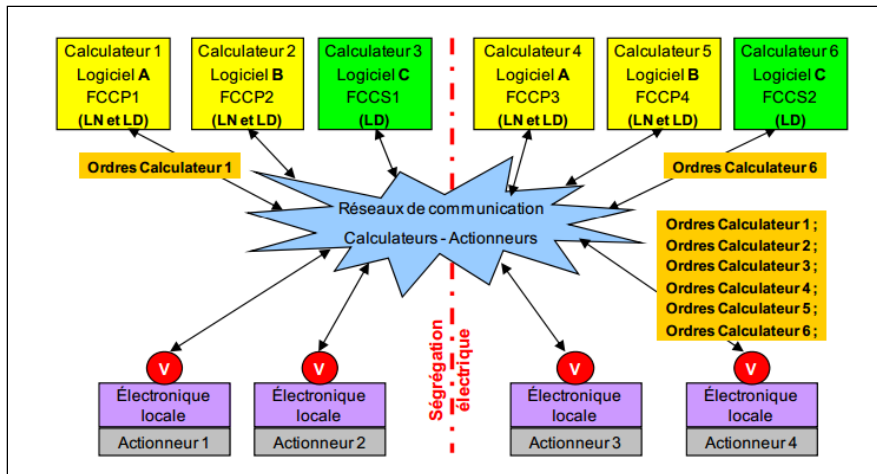 Calculateur 1
Logiciel A
FCCP1
(LN et LD)
Calculateur 2
Logiciel B
FCCP2
(LN et LD)
Calculateur 3
Logiciel C
FCCS1
(LD)
Calculateur 4
Logiciel A
FCCP3
(LN et LD)
Calculateur 5
Logiciel B
FCCP4
(LN et LD)
Calculateur 6
Logiciel C
FCCS2
(LD)
Ordres Calculateur 1
Ordres Calculateur 6
Réseaux de communication
Calculateurs - Actionneurs
Ordres Calculateur 1 ;
Ordres Calculateur 2 ;
Ordres Calculateur 3 ;
Ordres Calculateur 4 ;
Ordres Calculateur 5 ;
Ordres Calculateur 6 ;
Ségrégation
électrique
V
Électronique
locale
Actionneur 1
V
Électronique
locale
Actionneur 2
V
Électronique
locale
Actionneur 3
V
Électronique
locale
Actionneur 4